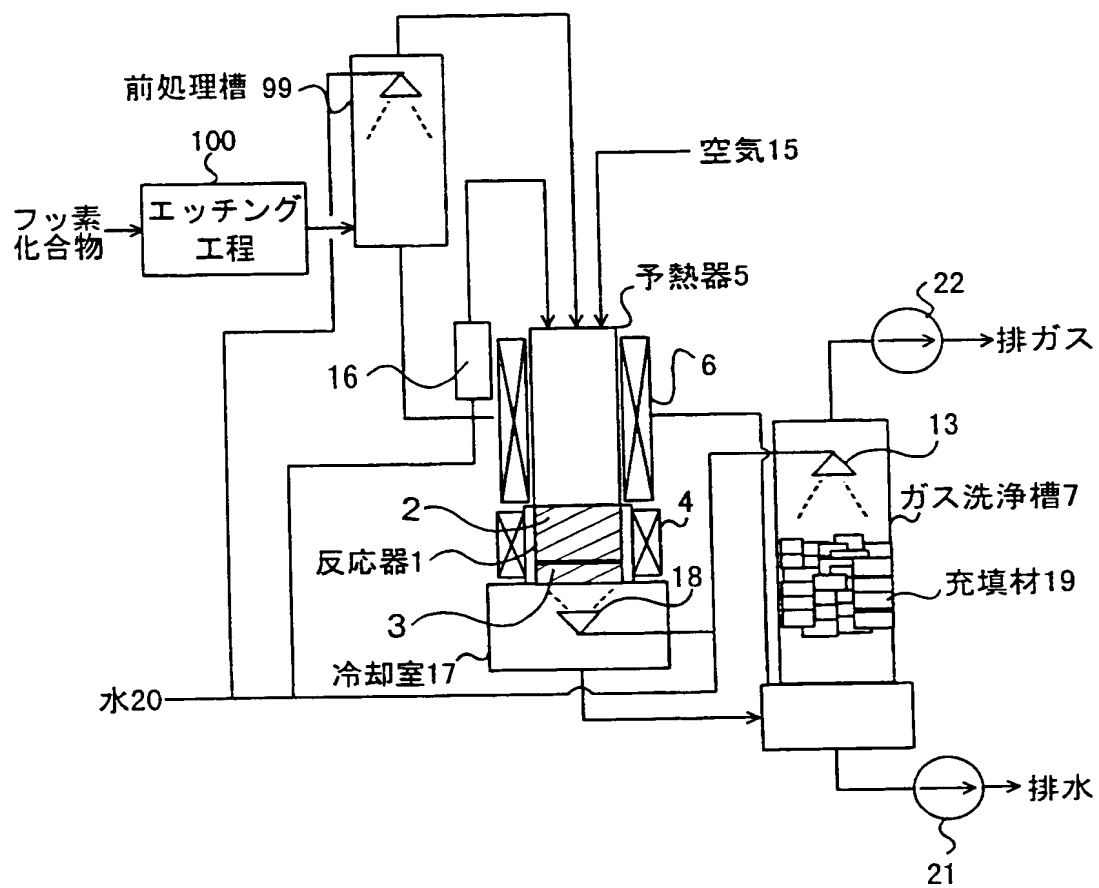 前処理槽 99
100
空気15
フッ素
化合物
エッチング
工程
予熱器5
22
排ガス
16
6
13
2
4
ガス洗浄槽7
反応器1
18
充填材19
3
冷却室17
水20
排水
21